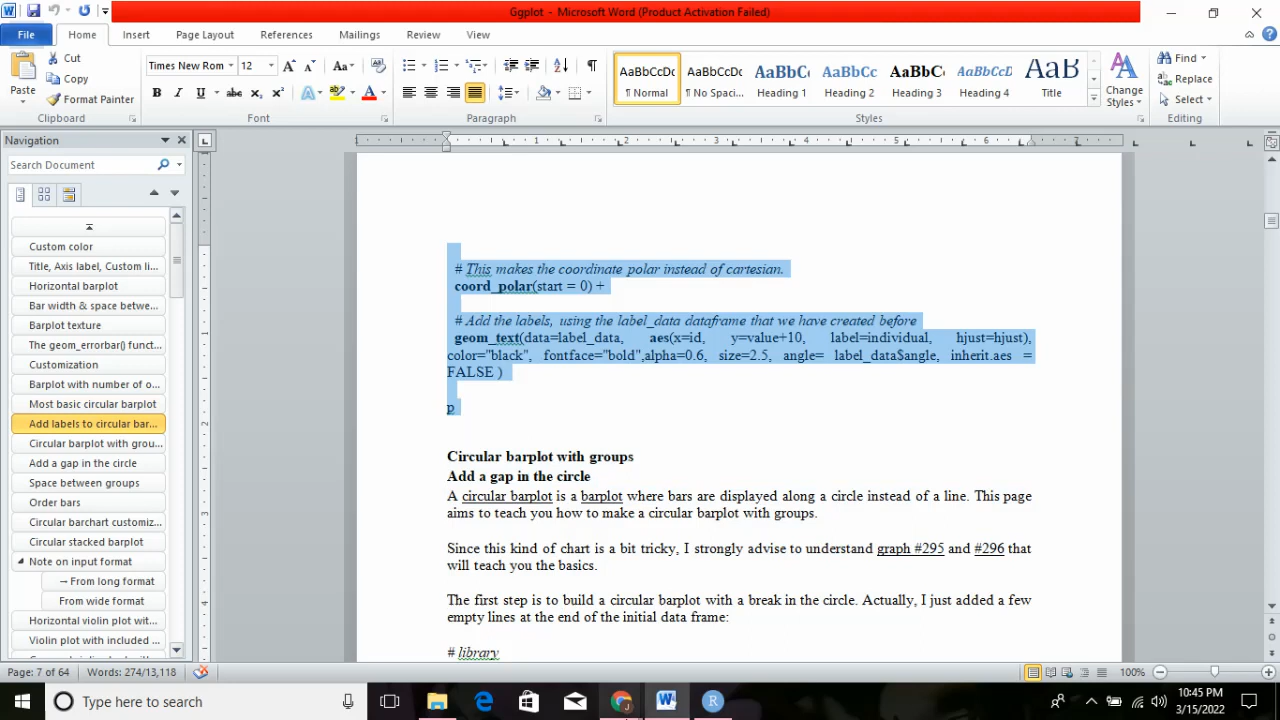 Ggplot - Microsoft Word (Product Activation Failed)
File Home Insert Page Layout References Mailings Review View
Paste
Cut
Copy
Format Painter
Clipboard
Times New Rom 12
Font
Paragraph
AaBbCcDc AaBbCcDc AaBbC AaBbCc AaBbC AaBbCcI AaB
¶ Normal ¶ No Spaci... Heading 1 Heading 2 Heading 3 Heading 4 Title
Change Styles
Styles
Find
Replace
Select
Editing
Navigation
Search Document
Custom color
Title, Axis label, Custom li...
Horizontal barplot
Bar width & space betwe...
Barplot texture
The geom_errorbar() funct...
Customization
Barplot with number of o...
Most basic circular barplot
Add labels to circular bar...
Circular barplot with grou...
Add a gap in the circle
Space between groups
Order bars
Circular barchart customiz...
Circular stacked barplot
Note on input format
→ From long format
From wide format
Horizontal violin plot wit...
Violin plot with included ...
# This makes the coordinate polar instead of cartesian.
coord_polar(start = 0) +
# Add the labels, using the label_data dataframe that we have created before
geom_text(data=label_data, aes(x=id, y=value+10, label=individual, hjust=hjust),
color="black", fontface="bold",alpha=0.6, size=2.5, angle= label_data$angle, inherit.aes =
FALSE )
p
Circular barplot with groups
Add a gap in the circle
A circular barplot is a barplot where bars are displayed along a circle instead of a line. This page
aims to teach you how to make a circular barplot with groups.
Since this kind of chart is a bit tricky, I strongly advise to understand graph #295 and #296 that
will teach you the basics.
The first step is to build a circular barplot with a break in the circle. Actually, I just added a few
empty lines at the end of the initial data frame:
# library
Page: 7 of 64 Words: 274/13,118 100%
Type here to search
10:45 PM
3/15/2022